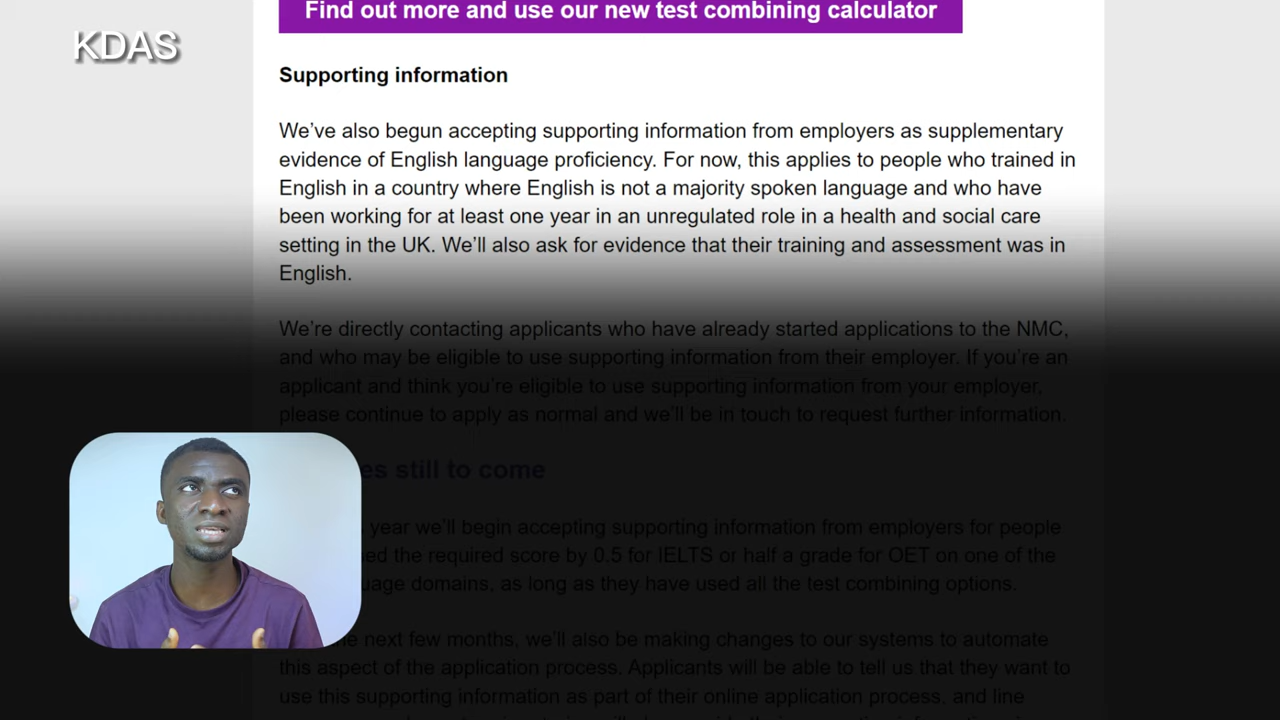 Find out more and use our new test combining calculator
KDAS
Supporting information
We've also begun accepting supporting information from employers as supplementary
evidence of English language proficiency. For now, this applies to people who trained in
English in a country where English is not a majority spoken language and who have
been working for at least one year in an unregulated role in a health and social care
setting in the UK. We'll also ask for evidence that their training and assessment was in
English.
We're directly contacting applicants who have already started applications to the NMC,
and who may be eligible to use supporting information from their employer. If you're an
applicant and think you're eligible to use supporting information from your employer,
please continue to apply as normal and we'll be in touch to request further information.
still to come
year we'll begin accepting supporting information from employers for people
the required score by 0.5 for IELTS or half a grade for OET on one of the
domains, as long as they have used all the test combining options.
next few months, we'll also be making changes to our systems to automate
this aspect of the application process. Applicants will be able to tell us that they want to
use this supporting information as part of their online application process, and line